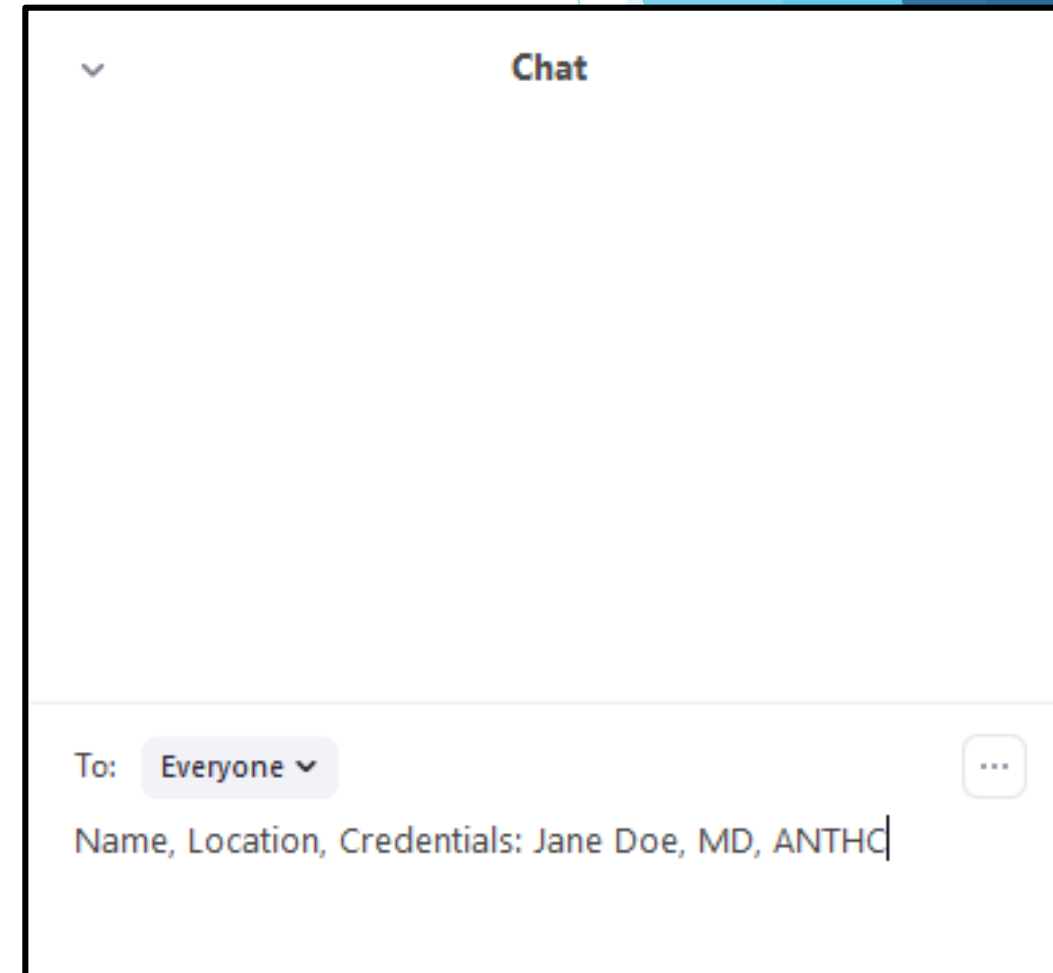 Chat
To: Everyone
Name, Location, Credentials: Jane Doe, MD, ANTHC